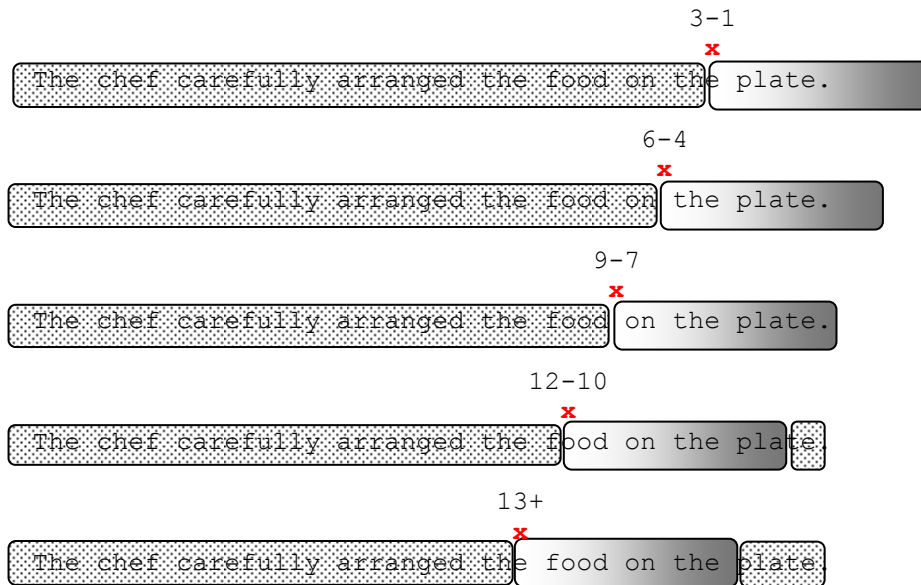 3-1
x
The chef carefully arranged the food on the plate.
6-4
x
The chef carefully arranged the food on the plate.
9-7
x
The chef carefully arranged the food on the plate.
12-10
x
The chef carefully arranged the food on the plate.
13+
x
The chef carefully arranged the food on the plate.